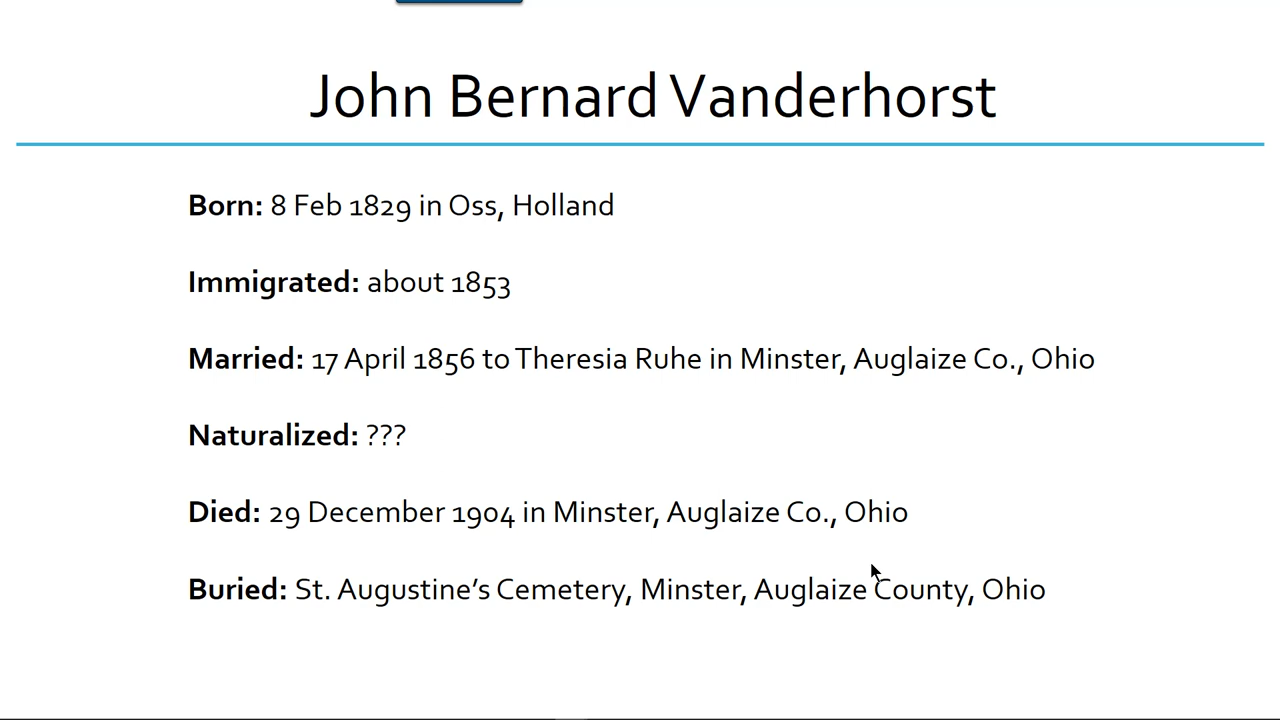 John Bernard Vanderhorst
Born: 8 Feb 1829 in Oss, Holland
Immigrated: about 1853
Married: 17 April 1856 to Theresia Ruhe in Minster, Auglaize Co., Ohio
Naturalized: ???
Died: 29 December 1904 in Minster, Auglaize Co., Ohio
Buried: St. Augustine’s Cemetery, Minster, Auglaize County, Ohio